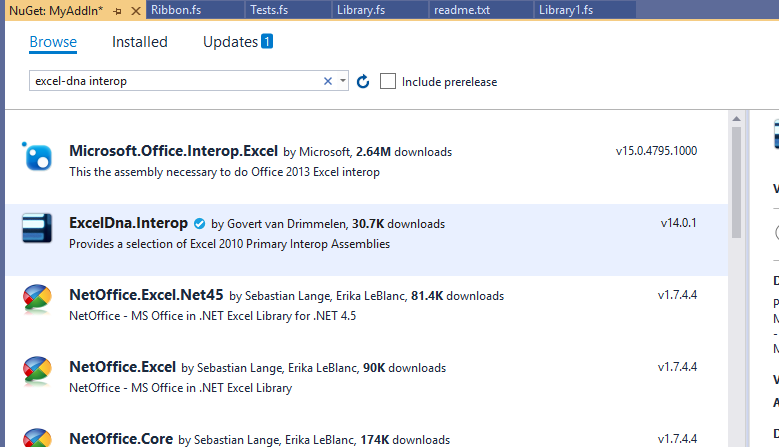 NuGet: MyAddIn* Ribbon.fs Tests.fs Library.fs readme.txt Library1.fs
Browse Installed Updates 1
excel-dna interop Include prerelease
Microsoft.Office.Interop.Excel by Microsoft, 2.64M downloads v15.0.4795.1000
This the assembly necessary to do Office 2013 Excel interop
ExcelDna.Interop by Govert van Drimmelen, 30.7K downloads v14.0.1
Provides a selection of Excel 2010 Primary Interop Assemblies
NetOffice.Excel.Net45 by Sebastian Lange, Erika LeBlanc, 81.4K downloads v1.7.4.4
NetOffice - MS Office in .NET Excel Library for .NET 4.5
NetOffice.Excel by Sebastian Lange, Erika LeBlanc, 90K downloads v1.7.4.4
NetOffice - MS Office in .NET Excel Library
NetOffice.Core by Sebastian Lange, Erika LeBlanc, 174K downloads v1.7.4.4